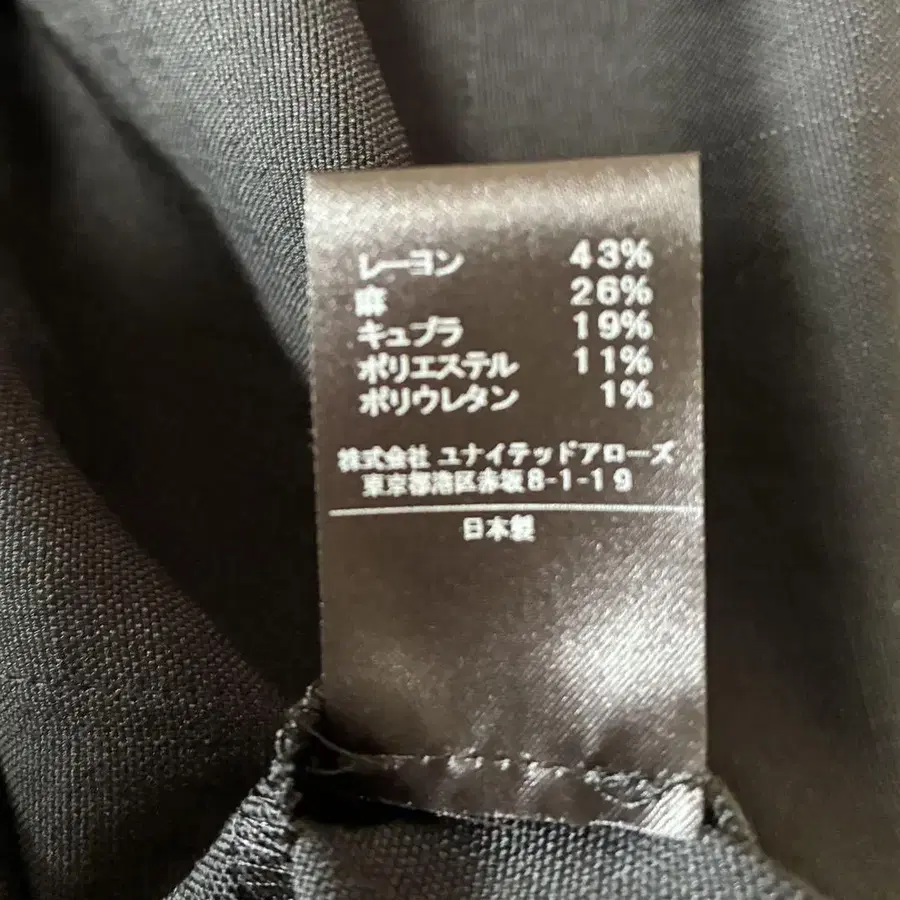 レーヨン 43%
麻 26%
キュプラ 19%
ポリエステル 11%
ポリウレタン 1%
株式会社 ユナイテッドアローズ
東京都港区赤坂8-1-19
日本製